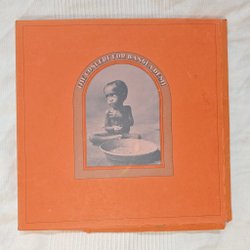 THE CONCERT FOR BANGLADESH